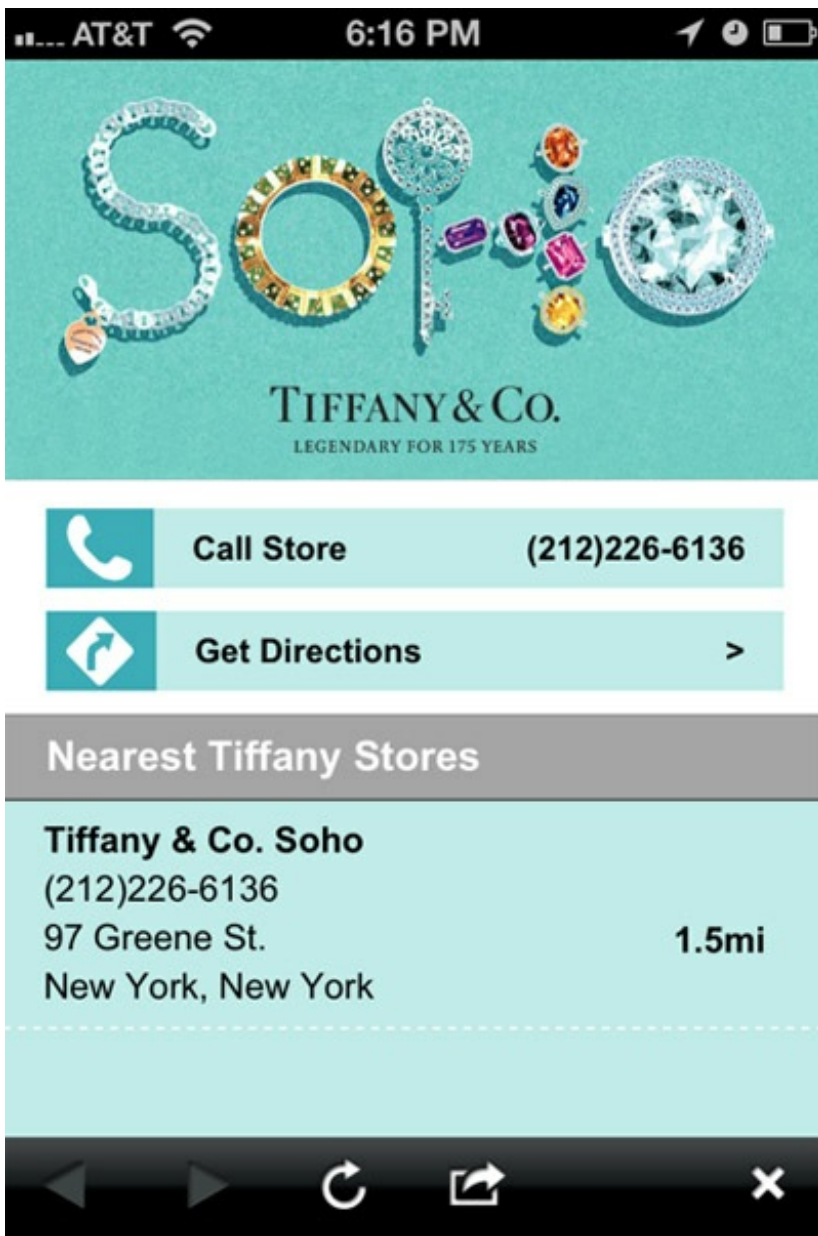 AT&T 6:16 PM
SoHo
TIFFANY & CO.
LEGENDARY FOR 175 YEARS
Call Store (212)226-6136
Get Directions >
Nearest Tiffany Stores
Tiffany & Co. Soho
(212)226-6136
97 Greene St.
1.5mi
New York, New York